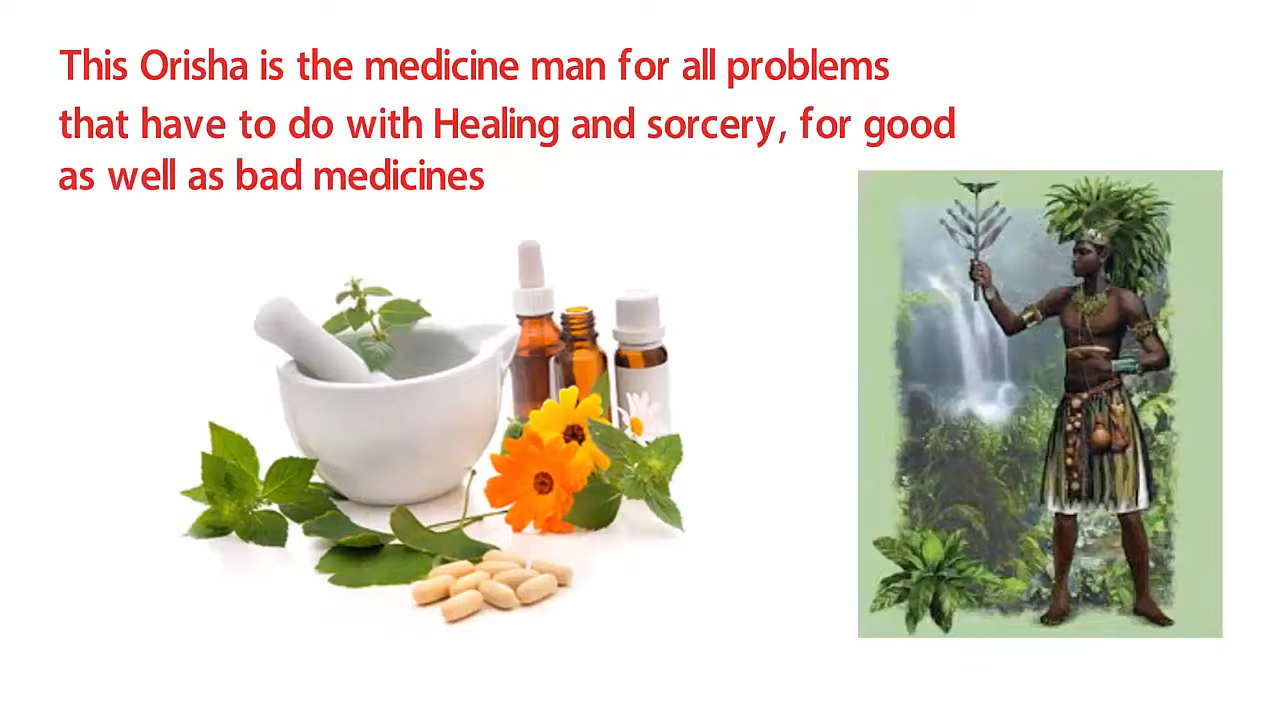 This Orisha is the medicine man for all problems
that have to do with Healing and sorcery, for good
as well as bad medicines